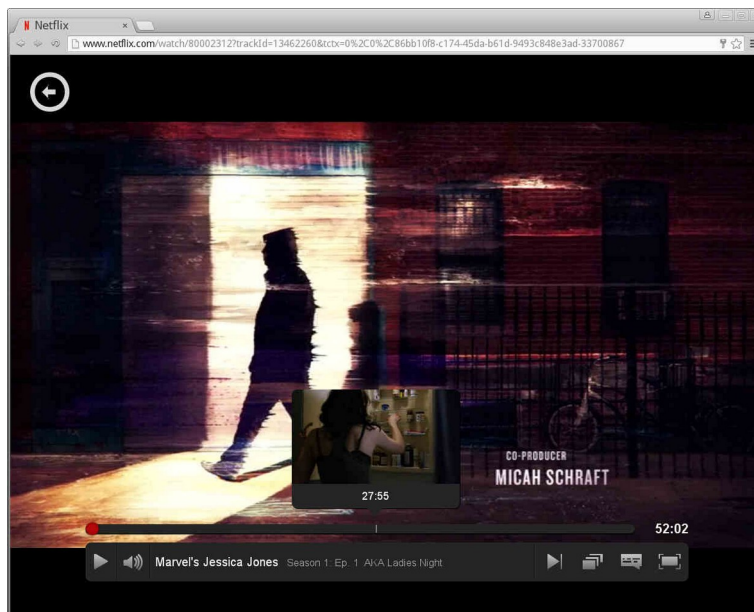 Netflix
www.netflix.com/watch/80002312?trackId=13462260&tctx=0%2C0%2C86bb10f8-c174-45da-b61d-9493c848e3ad-33700867
CO-PRODUCER
MICAH SCHRAFT
27:55
52:02
Marvel's Jessica Jones Season 1: Ep. 1 AKA Ladies Night